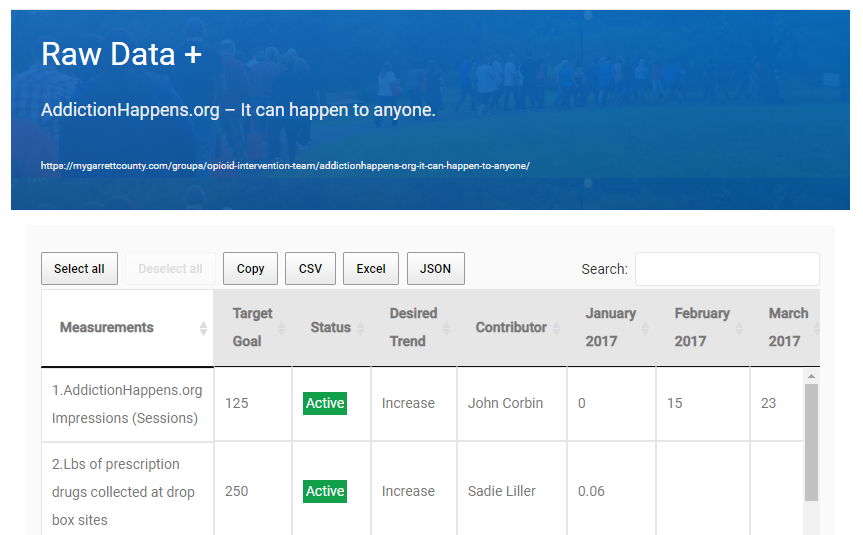 Raw Data +
AddictionHappens.org – It can happen to anyone.
https://mygarrettcounty.com/groups/opioid-intervention-team/addictionhappens-org-it-can-happen-to-anyone/
Select all Deselect all Copy CSV Excel JSON Search:
Measurements Target Goal Status Desired Trend Contributor January 2017 February 2017 March 2017
1.AddictionHappens.org
Impressions (Sessions) 125 Active Increase John Corbin 0 15 23
2.Lbs of prescription
drugs collected at drop 250 Active Increase Sadie Liller 0.06
box sites